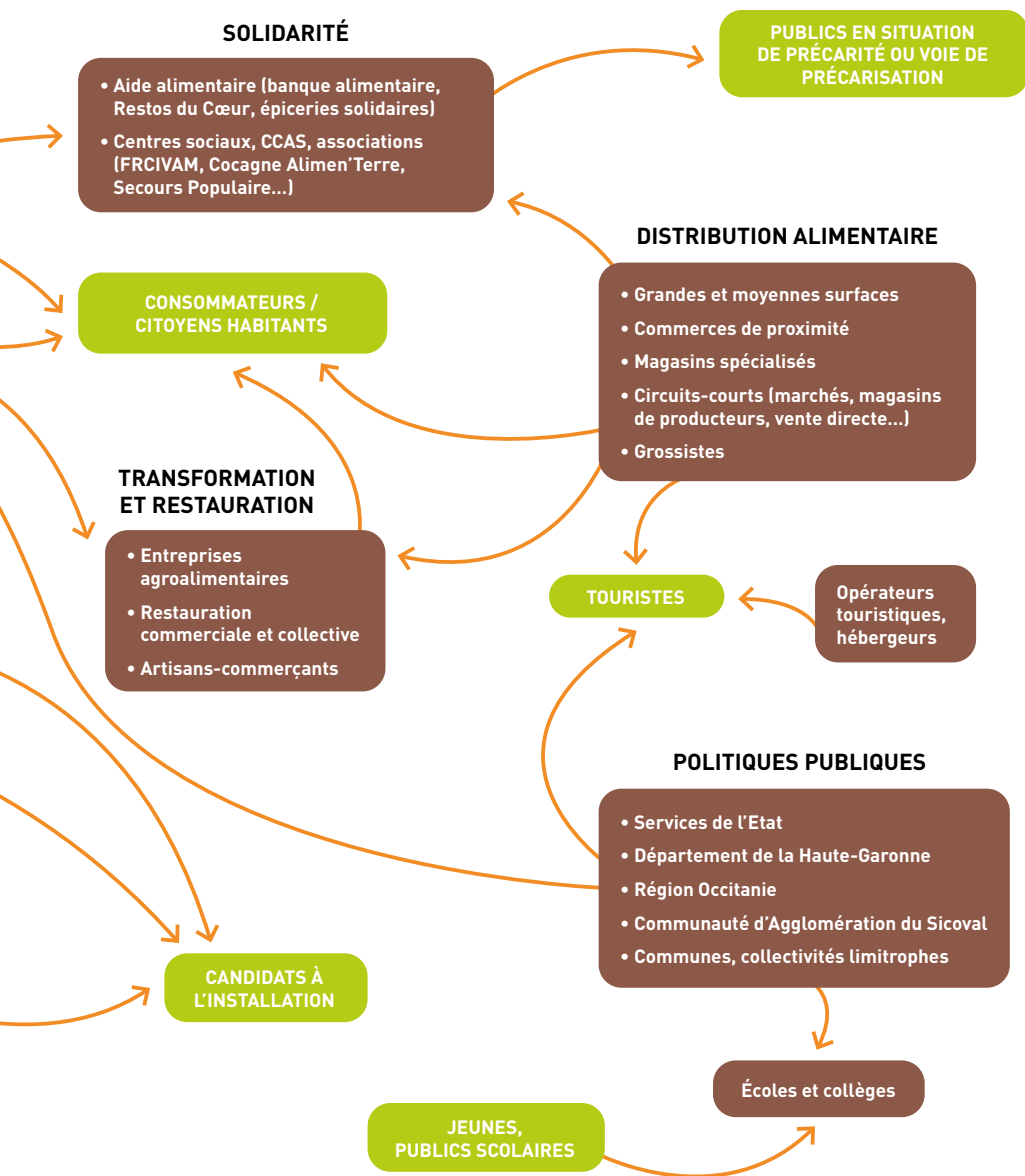 SOLIDARITÉ
• Aide alimentaire (banque alimentaire,
Restos du Cœur, épiceries solidaires)
• Centres sociaux, CCAS, associations
(FRCIVAM, Cocagne Alimen’Terre,
Secours Populaire...)
PUBLICS EN SITUATION
DE PRÉCARITÉ OU VOIE DE
PRÉCARISATION
DISTRIBUTION ALIMENTAIRE
• Grandes et moyennes surfaces
• Commerces de proximité
• Magasins spécialisés
• Circuits-courts (marchés, magasins
de producteurs, vente directe...)
• Grossistes
CONSOMMATEURS /
CITOYENS HABITANTS
TRANSFORMATION
ET RESTAURATION
• Entreprises
agroalimentaires
• Restauration
commerciale et collective
• Artisans-commerçants
TOURISTES
Opérateurs
touristiques,
hébergeurs
POLITIQUES PUBLIQUES
• Services de l’Etat
• Département de la Haute-Garonne
• Région Occitanie
• Communauté d’Agglomération du Sicoval
• Communes, collectivités limitrophes
CANDIDATS À
L’INSTALLATION
Écoles et collèges
JEUNES,
PUBLICS SCOLAIRES